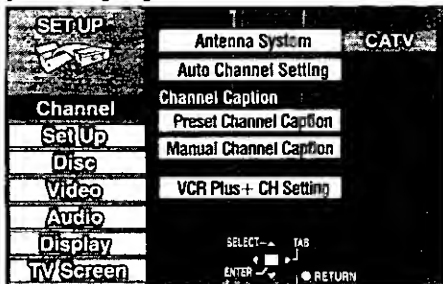 SET UP
Antenna System CATV
Auto Channel Setting
Channel Caption
Preset Channel Caption
Manual Channel Caption
VCR Plus+ CH Setting
Channel
Set Up
Disc
Video
Audio
Display
TV Screen
SELECT TAB
ENTER RETURN